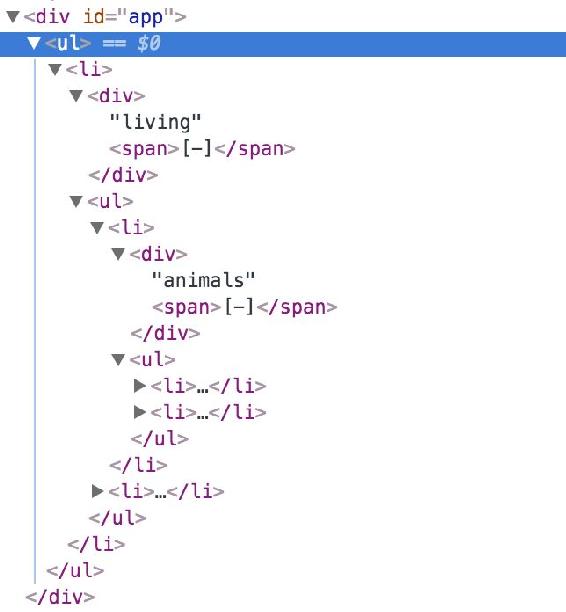 ▼<div id="app">
▼<ul> == $0
▼<li>
▼<div>
"living"
<span>[−]</span>
</div>
▼<ul>
▼<li>
▼<div>
"animals"
<span>[−]</span>
</div>
▼<ul>
▶<li>…</li>
▶<li>…</li>
</ul>
</li>
▶<li>…</li>
</ul>
</li>
</ul>
</div>